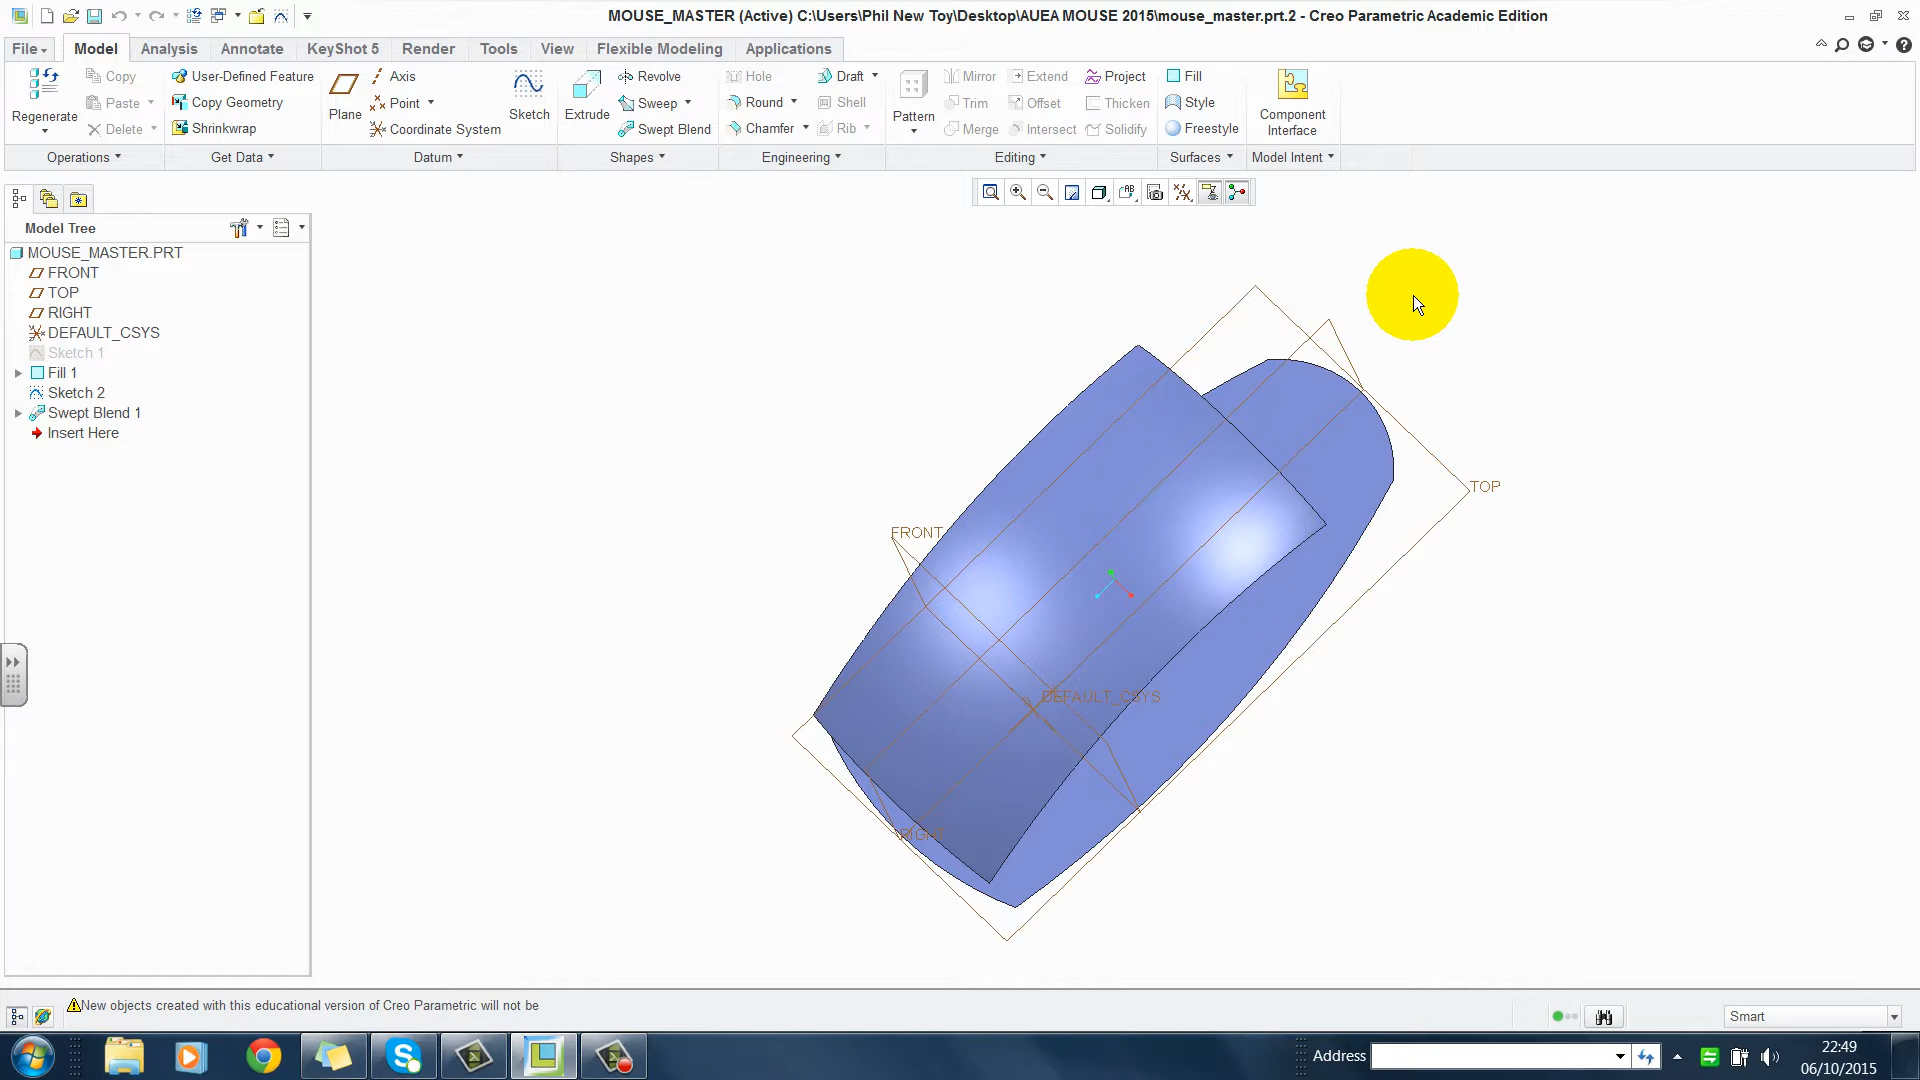 MOUSE_MASTER (Active) C:\Users\Phil New Toy\Desktop\AUEA MOUSE 2015\mouse_master.prt.2 - Creo Parametric Academic Edition
File Model Analysis Annotate KeyShot 5 Render Tools View Flexible Modeling Applications
Regenerate
Copy
Paste
Delete
Operations
User-Defined Feature
Copy Geometry
Shrinkwrap
Get Data
Plane
Axis
Point
Coordinate System
Sketch
Datum
Extrude
Revolve
Sweep
Swept Blend
Shapes
Hole
Round
Chamfer
Draft
Shell
Rib
Engineering
Pattern
Mirror
Trim
Merge
Extend
Offset
Intersect
Project
Thicken
Solidify
Editing
Fill
Style
Freestyle
Surfaces
Component
Interface
Model Intent
Model Tree
MOUSE_MASTER.PRT
FRONT
TOP
RIGHT
DEFAULT_CSYS
Sketch 1
Fill 1
Sketch 2
Swept Blend 1
Insert Here
TOP
FRONT
DEFAULT_CSYS
RIGHT
New objects created with this educational version of Creo Parametric will not be
Smart
Address
22:49
06/10/2015